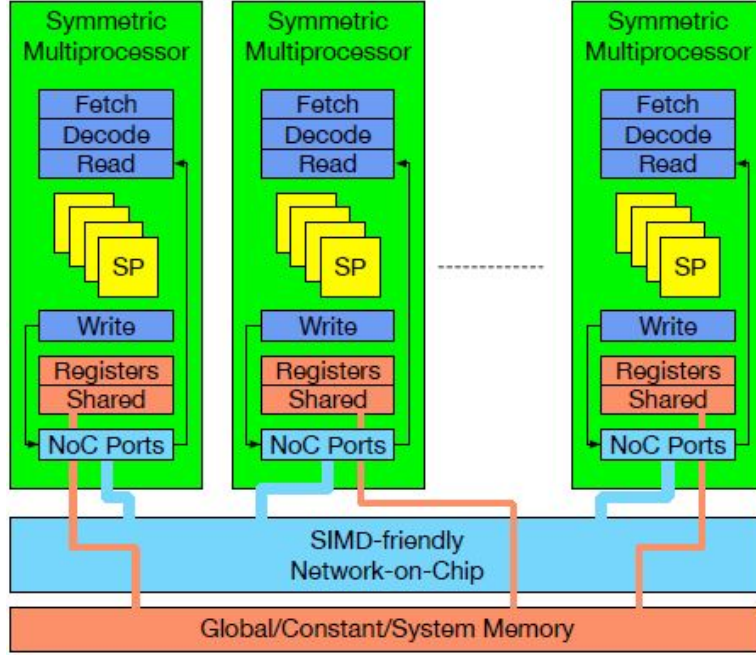 Symmetric
Multiprocessor
Fetch
Decode
Read
SP
Write
Registers
Shared
NoC Ports
Symmetric
Multiprocessor
Fetch
Decode
Read
SP
Write
Registers
Shared
NoC Ports
Symmetric
Multiprocessor
Fetch
Decode
Read
SP
Write
Registers
Shared
NoC Ports
SIMD-friendly
Network-on-Chip
Global/Constant/System Memory